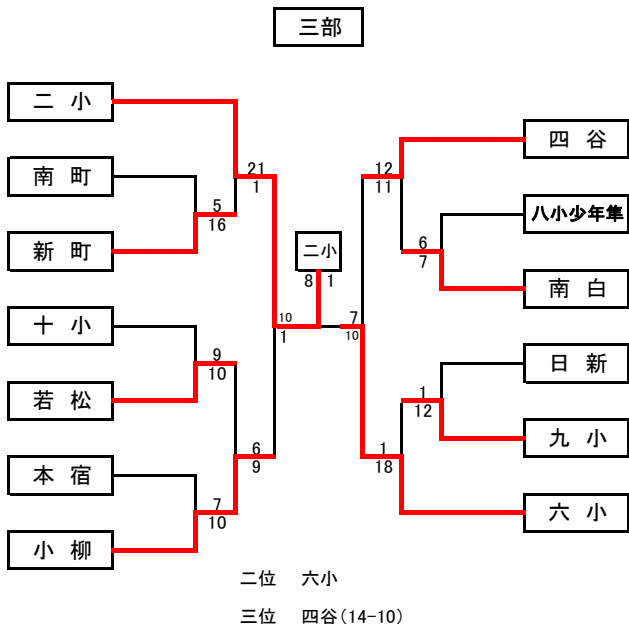 三部
二 小
南 町
新 町
十 小
若 松
本 宿
小 柳
21
1
5
16
9
10
6
9
7
10
10
1
二小
8 1
7
10
12
11
6
7
1
12
1
18
四 谷
八小少年隼
南 白
日 新
九 小
六 小
二位 六小
三位 四谷(14-10)